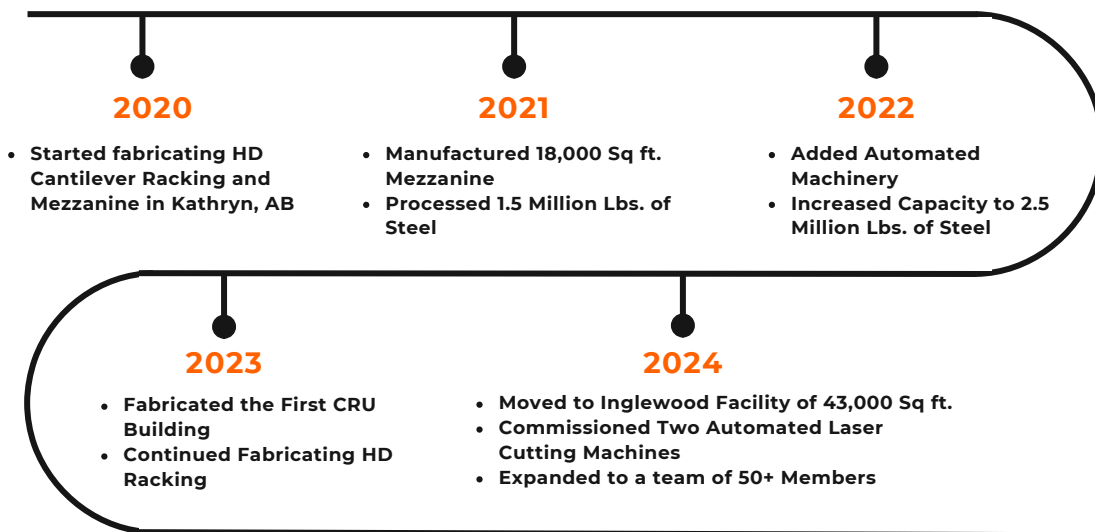 2020
• Started fabricating HD
Cantilever Racking and
Mezzanine in Kathryn, AB
2021
• Manufactured 18,000 Sq ft.
Mezzanine
• Processed 1.5 Million Lbs. of
Steel
2022
• Added Automated
Machinery
• Increased Capacity to 2.5
Million Lbs. of Steel
2023
• Fabricated the First CRU
Building
• Continued Fabricating HD
Racking
2024
• Moved to Inglewood Facility of 43,000 Sq ft.
• Commissioned Two Automated Laser
Cutting Machines
• Expanded to a team of 50+ Members